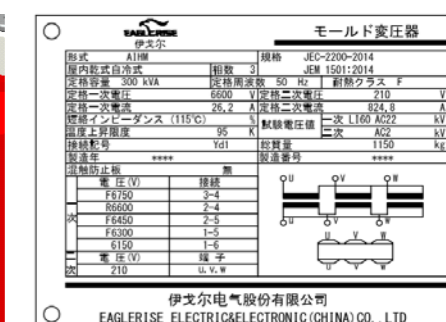 EAGLERISE
伊戈尔
モールド変圧器
形式 AIHM 規格 JEC-2200-2014
屋内乾式自冷式 相数 3 JEM 1501:2014
定格容量 300 kVA 定格周波数 50 Hz 耐熱クラス F
定格一次電圧 6600 V 定格二次電圧 210 V
定格一次電流 26,2 A 定格二次電流 824,8 A
短絡インピーダンス (115℃) % 試験電圧値 一次 LI60 AC22 kV
温度上昇限度 95 K 二次 AC2 kV
接続記号 Yd1 総質量 1150 kg
製造年 **** 製造番号 ****
混触防止板 無
電 圧(V) 接続
F6750 3-4
R6600 2-4
F6450 2-5
F6300 1-5
6150 1-6
次
電 圧(V) 端 子
210 U. V. W
二
次
U V W
U V W
U V W
伊戈尔电气股份有限公司
EAGLERISE ELECTRIC&ELECTRONIC(CHINA)CO.,LTD